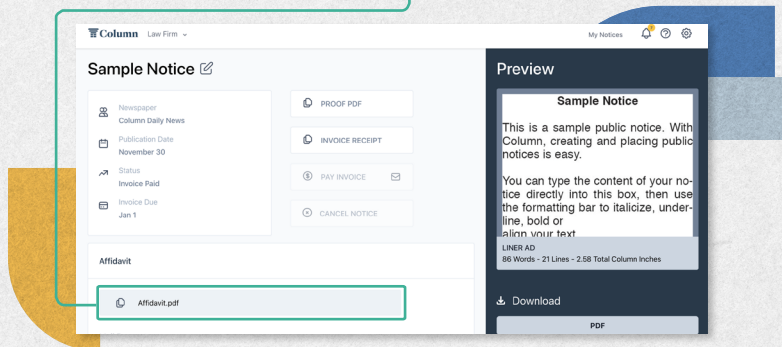 Column Law Firm
My Notices
Sample Notice
Newspaper
Column Daily News
Publication Date
November 30
Status
Invoice Paid
Invoice Due
Jan 1
PROOF PDF
INVOICE RECEIPT
PAY INVOICE
CANCEL NOTICE
Affidavit
Affidavit.pdf
Preview
Sample Notice
This is a sample public notice. With
Column, creating and placing public
notices is easy.
You can type the content of your no-
tice directly into this box, then use
the formatting bar to italicize, under-
line, bold or
align your text
LINER AD
86 Words - 21 Lines - 2.58 Total Column Inches
Download
PDF